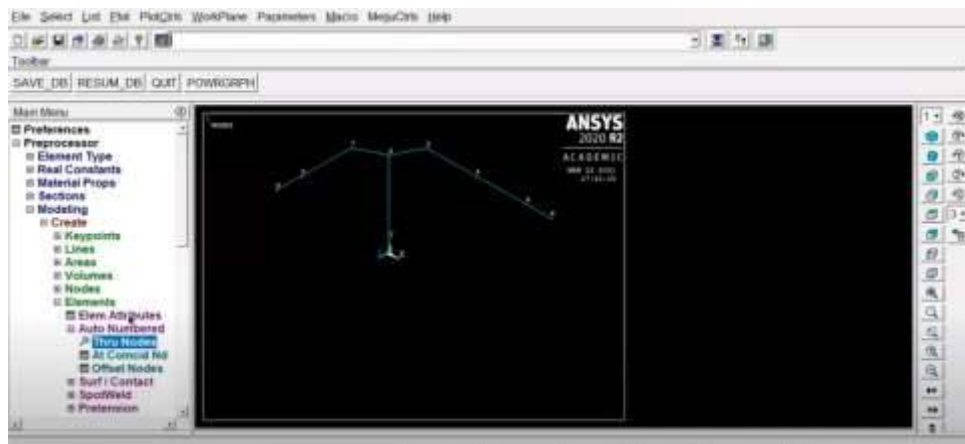 File Select List Plot PlotCtrls WorkPlane Parameters Macro MenuCtrls Help
Toolbar
SAVE_DB RESUM_DB QUIT POWRGRPH
Main Menu
Preferences
Preprocessor
Element Type
Real Constants
Material Props
Sections
Modeling
Create
Keypoints
Lines
Areas
Volumes
Nodes
Elements
Elem Attributes
Auto Numbered
Thru Nodes
At Coincid Nd
Offset Nodes
Surf / Contact
SpotWeld
Pretension
ANSYS
2020 R2
ACADEMIC